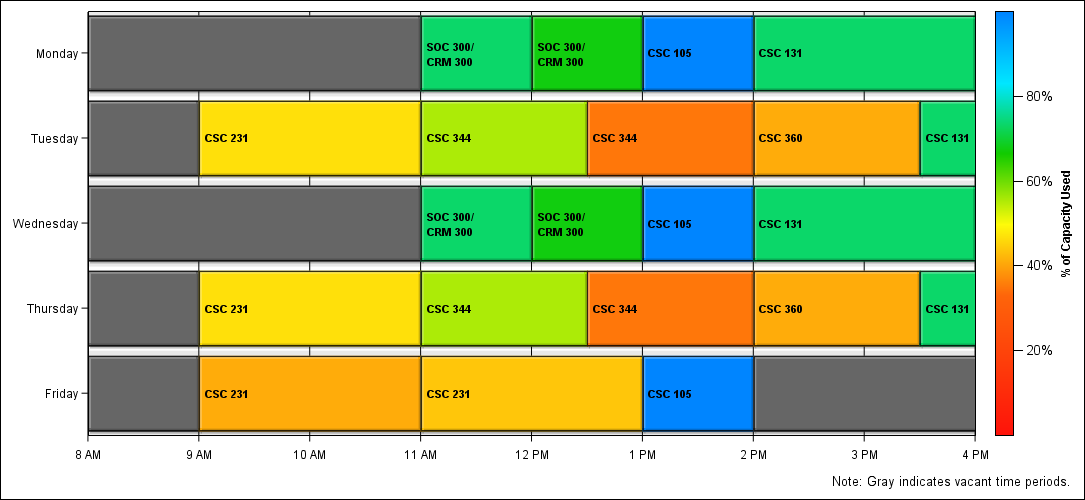 Monday
SOC 300/
CRM 300
SOC 300/
CRM 300
CSC 105
CSC 131
Tuesday
CSC 231
CSC 344
CSC 344
CSC 360
CSC 131
Wednesday
SOC 300/
CRM 300
SOC 300/
CRM 300
CSC 105
CSC 131
Thursday
CSC 231
CSC 344
CSC 344
CSC 360
CSC 131
Friday
CSC 231
CSC 231
CSC 105
8 AM
9 AM
10 AM
11 AM
12 PM
1 PM
2 PM
3 PM
4 PM
80%
60%
40%
20%
% of Capacity Used
Note: Gray indicates vacant time periods.